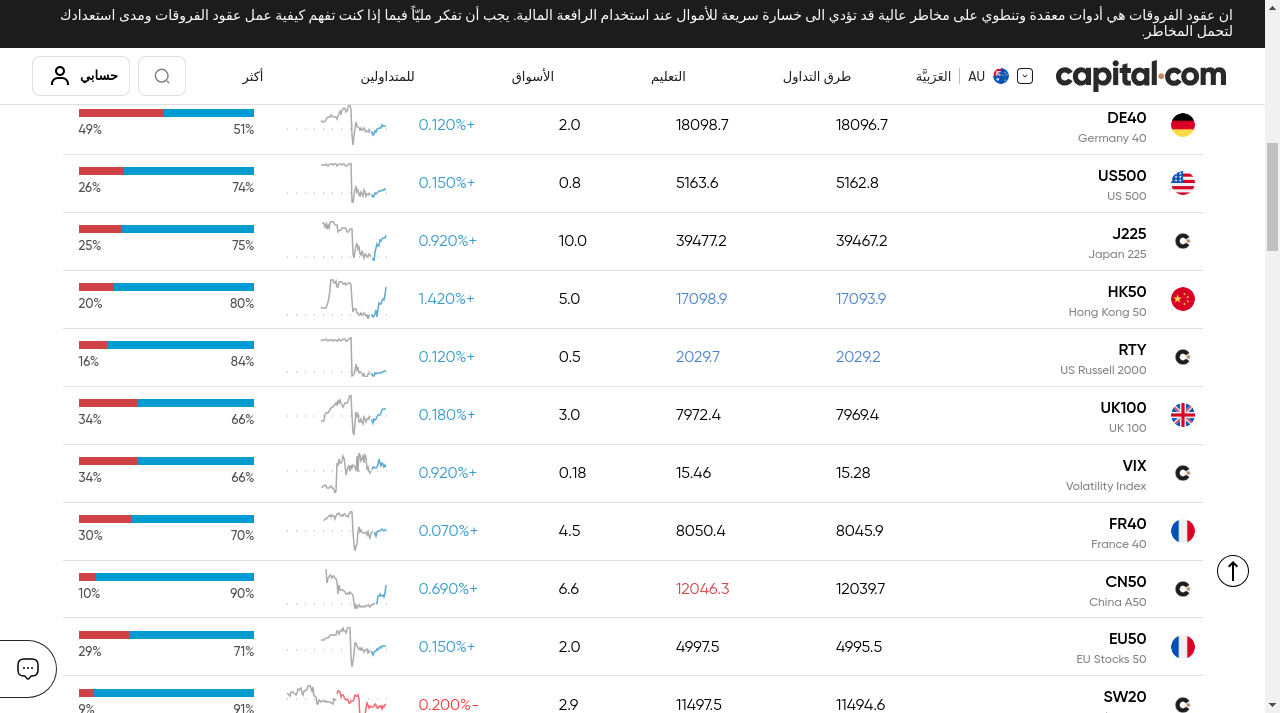 ان عقود الفروقات هي أدوات معقدة وتنطوي على مخاطر عالية قد تؤدي الى خسارة سريعة للأموال عند استخدام الرافعة المالية. يجب أن تفكر مليّاً فيما إذا كنت تفهم كيفية عمل عقود الفروقات ومدى استعدادك
لتحمل المخاطر.
capital.com AU العَرَبيَّة طرق التداول التعليم الأسواق للمتداولين أكثر حسابي
DE40 18096.7 18098.7 2.0 0.120%+
Germany 40 51% 49%
US500 5162.8 5163.6 0.8 0.150%+
US 500 74% 26%
J225 39467.2 39477.2 10.0 0.920%+
Japan 225 75% 25%
HK50 17093.9 17098.9 5.0 1.420%+
Hong Kong 50 80% 20%
RTY 2029.2 2029.7 0.5 0.120%+
US Russell 2000 84% 16%
UK100 7969.4 7972.4 3.0 0.180%+
UK 100 66% 34%
VIX 15.28 15.46 0.18 0.920%+
Volatility Index 66% 34%
FR40 8045.9 8050.4 4.5 0.070%+
France 40 70% 30%
CN50 12039.7 12046.3 6.6 0.690%+
China A50 90% 10%
EU50 4995.5 4997.5 2.0 0.150%+
EU Stocks 50 71% 29%
SW20 11494.6 11497.5 2.9 0.200%-
91% 9%